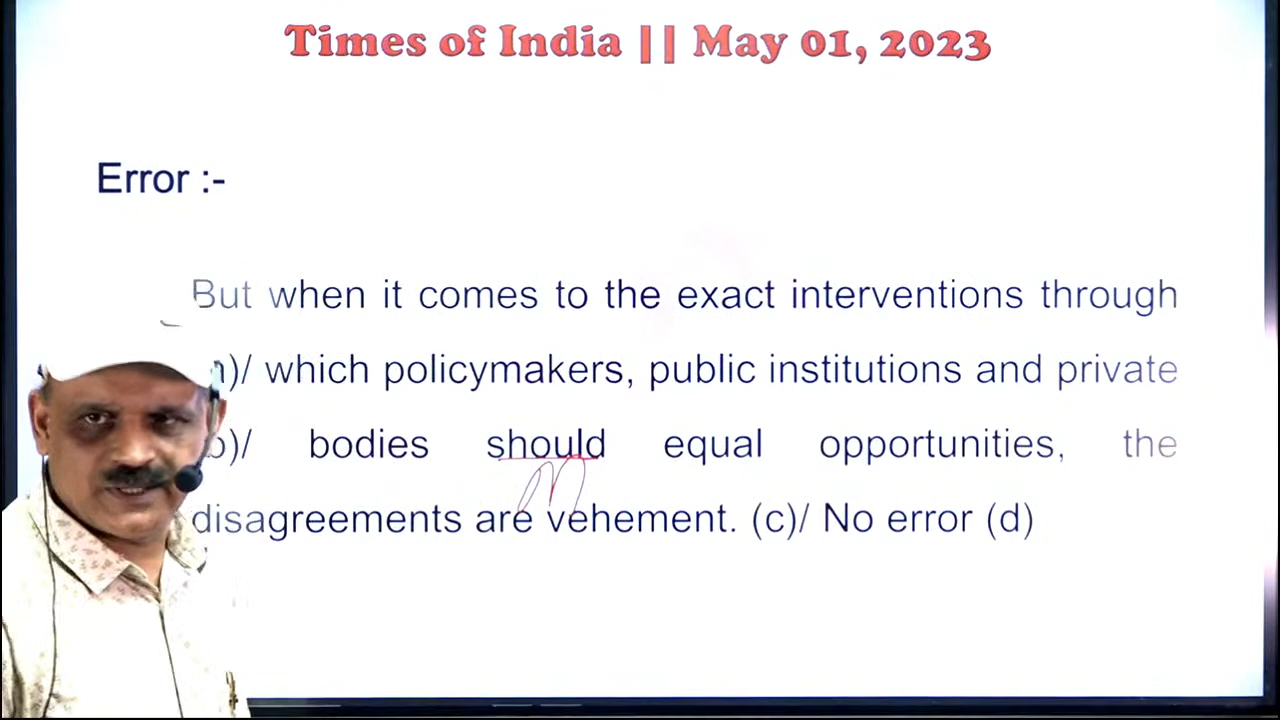 Times of India || May 01, 2023
Error :-
But when it comes to the exact interventions through
)/ which policymakers, public institutions and private
b)/ bodies should equal opportunities, the
disagreements are vehement. (c)/ No error (d)